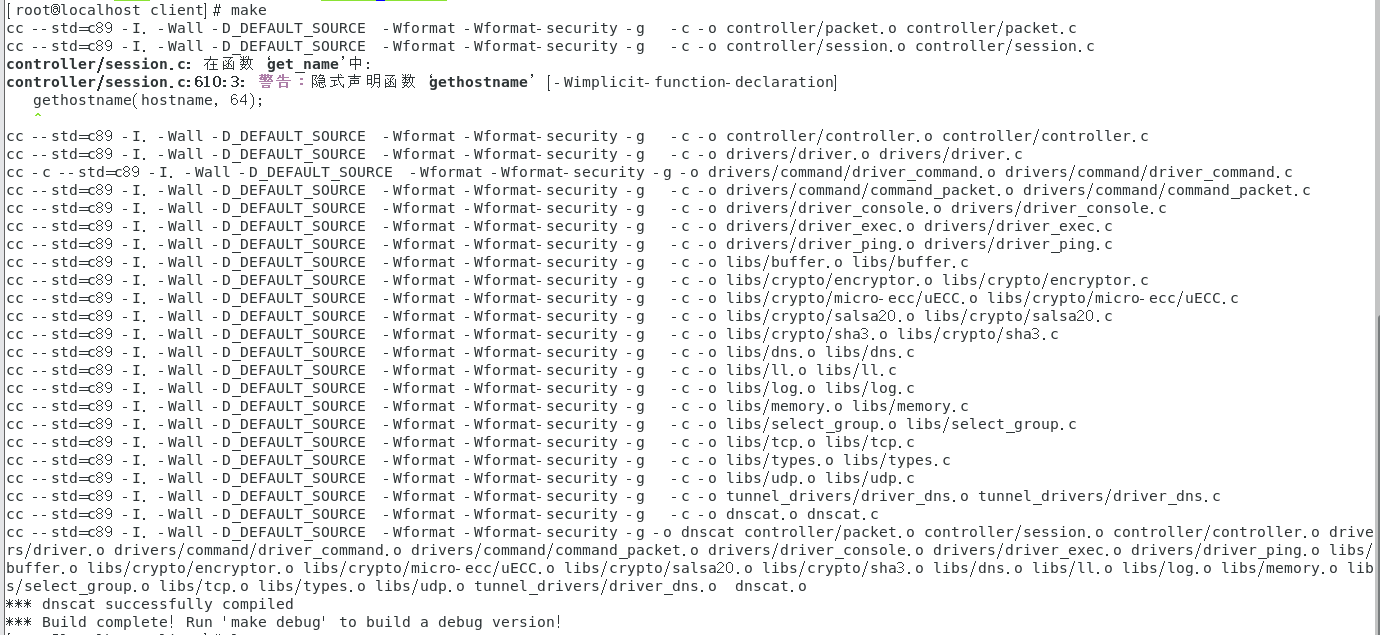 [root@localhost client]# make
cc --std=c89 -I. -Wall -D_DEFAULT_SOURCE  -Wformat -Wformat-security -g   -c -o controller/packet.o controller/packet.c
cc --std=c89 -I. -Wall -D_DEFAULT_SOURCE  -Wformat -Wformat-security -g   -c -o controller/session.o controller/session.c
controller/session.c: 在函数 ‘get_name’中:
controller/session.c:610:3: 警告：隐式声明函数 ‘gethostname’ [-Wimplicit-function-declaration]
   gethostname(hostname, 64);
   ^
cc --std=c89 -I. -Wall -D_DEFAULT_SOURCE  -Wformat -Wformat-security -g   -c -o controller/controller.o controller/controller.c
cc --std=c89 -I. -Wall -D_DEFAULT_SOURCE  -Wformat -Wformat-security -g   -c -o drivers/driver.o drivers/driver.c
cc -c --std=c89 -I. -Wall -D_DEFAULT_SOURCE  -Wformat -Wformat-security -g -o drivers/command/driver_command.o drivers/command/driver_command.c
cc --std=c89 -I. -Wall -D_DEFAULT_SOURCE  -Wformat -Wformat-security -g   -c -o drivers/command/command_packet.o drivers/command/command_packet.c
cc --std=c89 -I. -Wall -D_DEFAULT_SOURCE  -Wformat -Wformat-security -g   -c -o drivers/driver_console.o drivers/driver_console.c
cc --std=c89 -I. -Wall -D_DEFAULT_SOURCE  -Wformat -Wformat-security -g   -c -o drivers/driver_exec.o drivers/driver_exec.c
cc --std=c89 -I. -Wall -D_DEFAULT_SOURCE  -Wformat -Wformat-security -g   -c -o drivers/driver_ping.o drivers/driver_ping.c
cc --std=c89 -I. -Wall -D_DEFAULT_SOURCE  -Wformat -Wformat-security -g   -c -o libs/buffer.o libs/buffer.c
cc --std=c89 -I. -Wall -D_DEFAULT_SOURCE  -Wformat -Wformat-security -g   -c -o libs/crypto/encryptor.o libs/crypto/encryptor.c
cc --std=c89 -I. -Wall -D_DEFAULT_SOURCE  -Wformat -Wformat-security -g   -c -o libs/crypto/micro-ecc/uECC.o libs/crypto/micro-ecc/uECC.c
cc --std=c89 -I. -Wall -D_DEFAULT_SOURCE  -Wformat -Wformat-security -g   -c -o libs/crypto/salsa20.o libs/crypto/salsa20.c
cc --std=c89 -I. -Wall -D_DEFAULT_SOURCE  -Wformat -Wformat-security -g   -c -o libs/crypto/sha3.o libs/crypto/sha3.c
cc --std=c89 -I. -Wall -D_DEFAULT_SOURCE  -Wformat -Wformat-security -g   -c -o libs/dns.o libs/dns.c
cc --std=c89 -I. -Wall -D_DEFAULT_SOURCE  -Wformat -Wformat-security -g   -c -o libs/ll.o libs/ll.c
cc --std=c89 -I. -Wall -D_DEFAULT_SOURCE  -Wformat -Wformat-security -g   -c -o libs/log.o libs/log.c
cc --std=c89 -I. -Wall -D_DEFAULT_SOURCE  -Wformat -Wformat-security -g   -c -o libs/memory.o libs/memory.c
cc --std=c89 -I. -Wall -D_DEFAULT_SOURCE  -Wformat -Wformat-security -g   -c -o libs/select_group.o libs/select_group.c
cc --std=c89 -I. -Wall -D_DEFAULT_SOURCE  -Wformat -Wformat-security -g   -c -o libs/tcp.o libs/tcp.c
cc --std=c89 -I. -Wall -D_DEFAULT_SOURCE  -Wformat -Wformat-security -g   -c -o libs/types.o libs/types.c
cc --std=c89 -I. -Wall -D_DEFAULT_SOURCE  -Wformat -Wformat-security -g   -c -o libs/udp.o libs/udp.c
cc --std=c89 -I. -Wall -D_DEFAULT_SOURCE  -Wformat -Wformat-security -g   -c -o tunnel_drivers/driver_dns.o tunnel_drivers/driver_dns.c
cc --std=c89 -I. -Wall -D_DEFAULT_SOURCE  -Wformat -Wformat-security -g   -c -o dnscat.o dnscat.c
cc --std=c89 -I. -Wall -D_DEFAULT_SOURCE  -Wformat -Wformat-security -g -o dnscat controller/packet.o controller/session.o controller/controller.o drive
rs/driver.o drivers/command/driver_command.o drivers/command/command_packet.o drivers/driver_console.o drivers/driver_exec.o drivers/driver_ping.o libs/
buffer.o libs/crypto/encryptor.o libs/crypto/micro-ecc/uECC.o libs/crypto/salsa20.o libs/crypto/sha3.o libs/dns.o libs/ll.o libs/log.o libs/memory.o lib
s/select_group.o libs/tcp.o libs/types.o libs/udp.o tunnel_drivers/driver_dns.o  dnscat.o
*** dnscat successfully compiled
*** Build complete! Run 'make debug' to build a debug version!